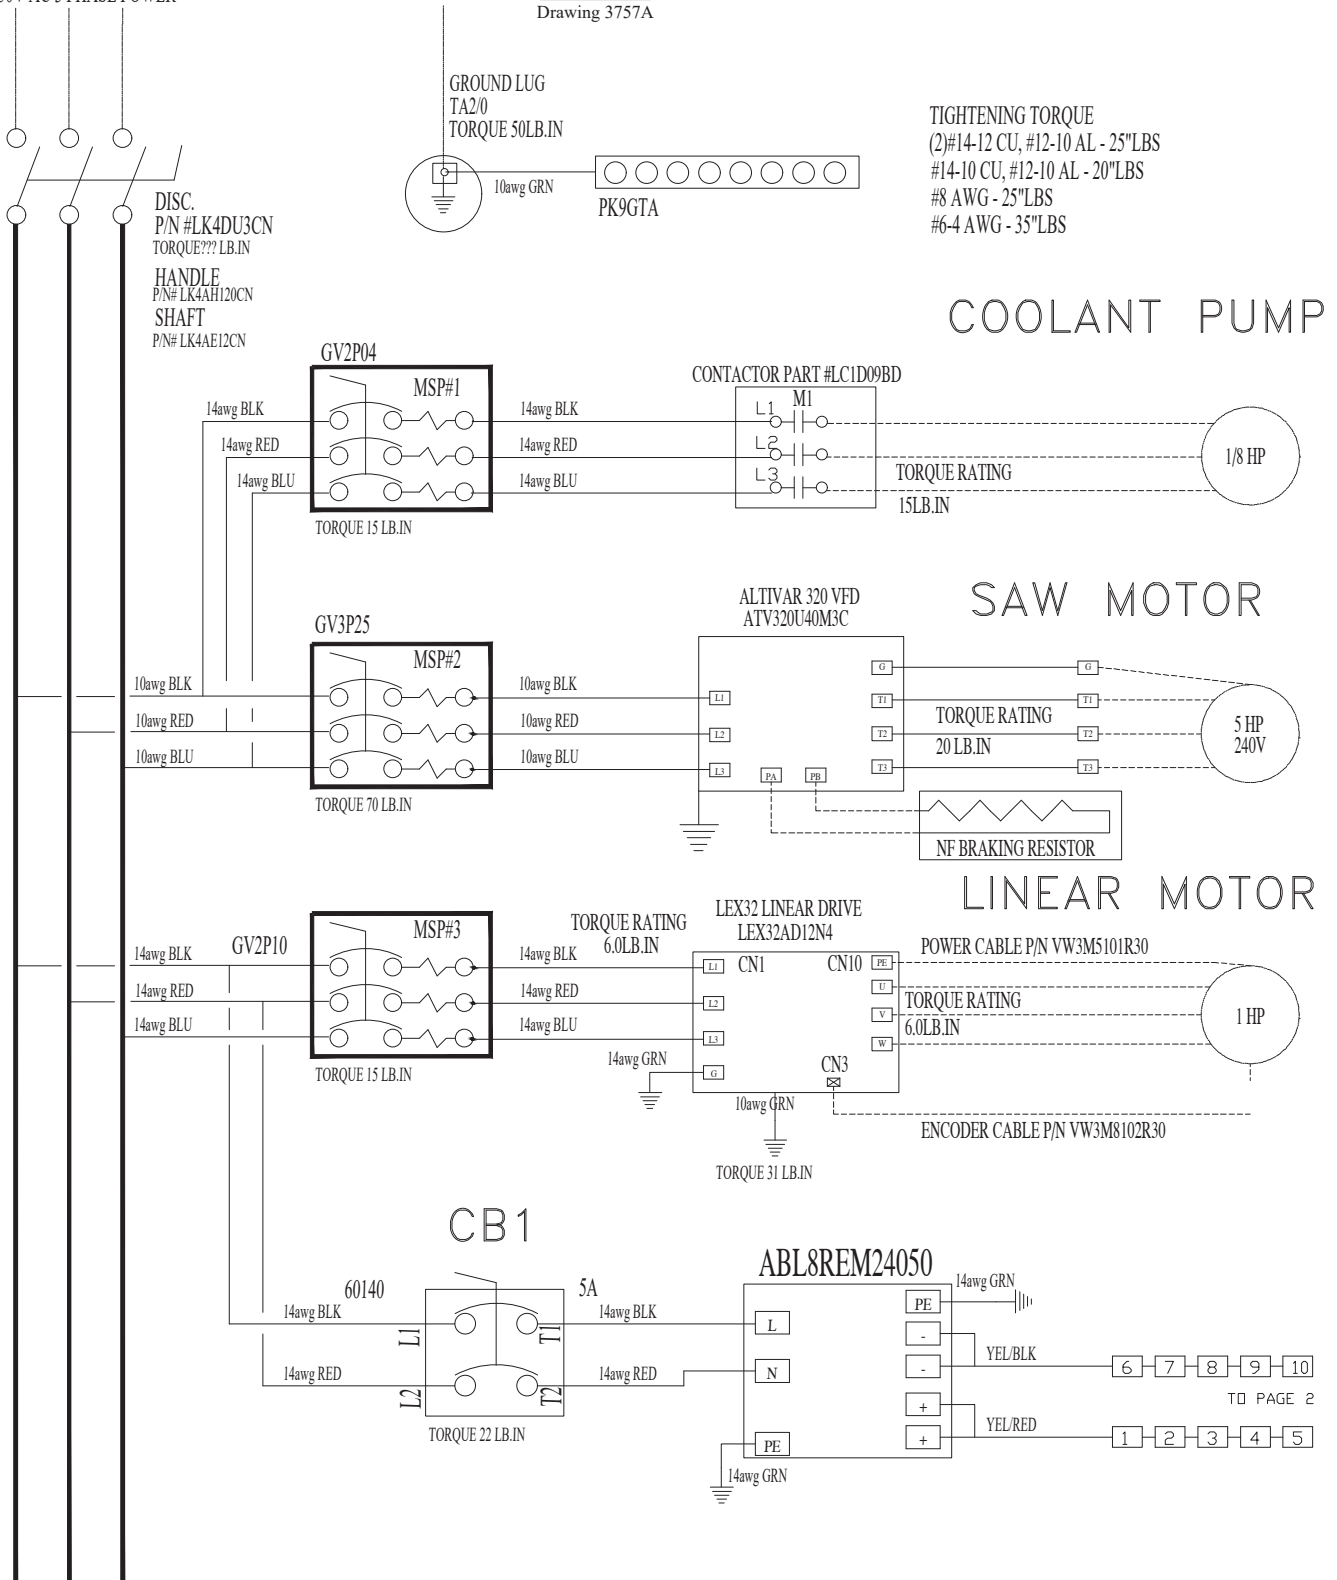 Drawing 3757A
GROUND LUG
TA2/0
TORQUE 50LB.IN
10awg GRN
PK9GTA
TIGHTENING TORQUE
(2)#14-12 CU, #12-10 AL - 25"LBS
#14-10 CU, #12-10 AL - 20"LBS
#8 AWG - 25"LBS
#6-4 AWG - 35"LBS
DISC.
P/N #LK4DU3CN
TORQUE??? LB.IN
HANDLE
P/N# LK4AH120CN
SHAFT
P/N# LK4AE12CN
COOLANT PUMP
GV2P04
MSP#1
14awg BLK
14awg RED
14awg BLU
14awg BLK
14awg RED
14awg BLU
TORQUE 15 LB.IN
CONTACTOR PART #LC1D09BD
M1
L1
L2
L3
TORQUE RATING
15LB.IN
1/8 HP
SAW MOTOR
GV3P25
MSP#2
10awg BLK
10awg RED
10awg BLU
10awg BLK
10awg RED
10awg BLU
TORQUE 70 LB.IN
ALTIVAR 320 VFD
ATV320U40M3C
L1
L2
L3
PA
PB
G
T1
T2
T3
TORQUE RATING
20 LB.IN
G
T1
T2
T3
5 HP
240V
NF BRAKING RESISTOR
LINEAR MOTOR
GV2P10
MSP#3
14awg BLK
14awg RED
14awg BLU
14awg BLK
14awg RED
14awg BLU
TORQUE 15 LB.IN
TORQUE RATING
6.0LB.IN
LEX32 LINEAR DRIVE
LEX32AD12N4
L1
L2
L3
G
CN1
CN10
PE
U
V
W
CN3
14awg GRN
10awg GRN
TORQUE 31 LB.IN
POWER CABLE P/N VW3M5101R30
TORQUE RATING
6.0LB.IN
1 HP
ENCODER CABLE P/N VW3M8102R30
CB1
60140
5A
14awg BLK
14awg RED
L1
L2
T1
T2
14awg BLK
14awg RED
TORQUE 22 LB.IN
ABL8REM24050
L
N
PE
14awg GRN
PE
-
-
+
+
14awg GRN
YEL/BLK
6 7 8 9 10
TO PAGE 2
YEL/RED
1 2 3 4 5